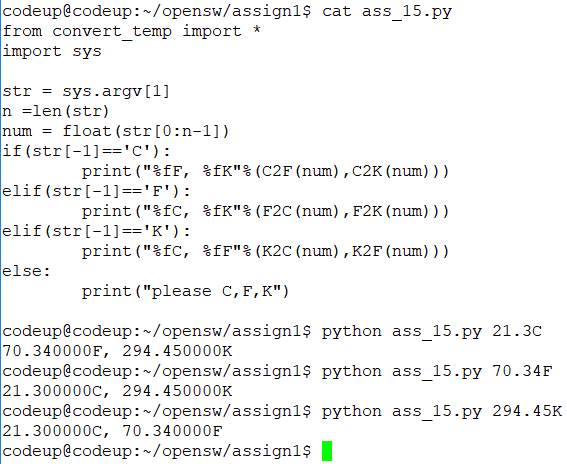 codeup@codeup:~/opensw/assign1$ cat ass_15.py
from convert_temp import *
import sys

str = sys.argv[1]
n =len(str)
num = float(str[0:n-1])
if(str[-1]=='C'):
        print("%fF, %fK"%(C2F(num),C2K(num)))
elif(str[-1]=='F'):
        print("%fC, %fK"%(F2C(num),F2K(num)))
elif(str[-1]=='K'):
        print("%fC, %fF"%(K2C(num),K2F(num)))
else:
        print("please C,F,K")

codeup@codeup:~/opensw/assign1$ python ass_15.py 21.3C
70.340000F, 294.450000K
codeup@codeup:~/opensw/assign1$ python ass_15.py 70.34F
21.300000C, 294.450000K
codeup@codeup:~/opensw/assign1$ python ass_15.py 294.45K
21.300000C, 70.340000F
codeup@codeup:~/opensw/assign1$